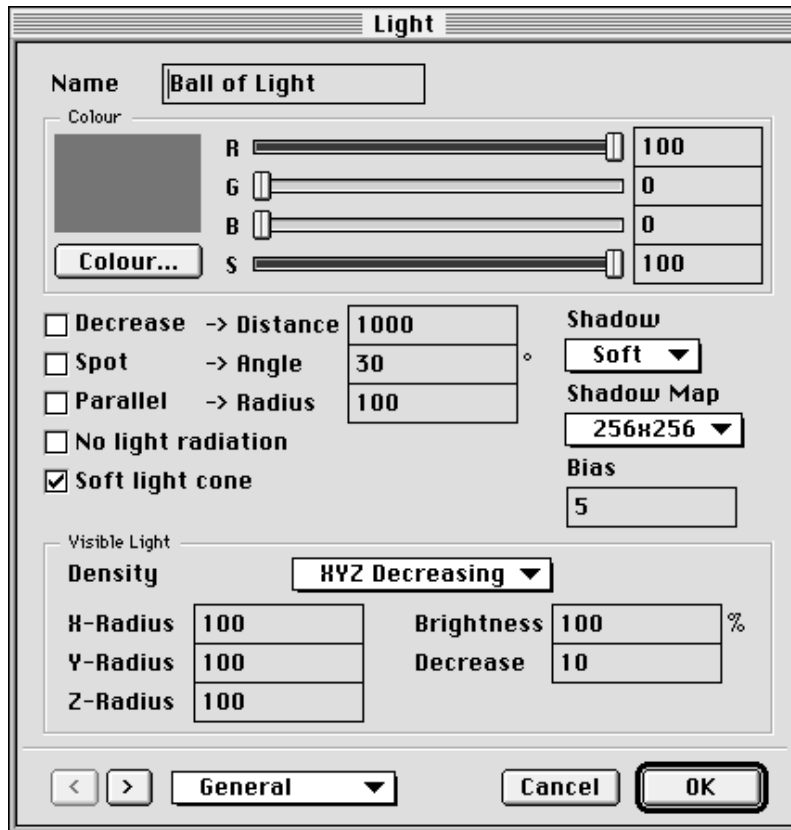 Light
Name Ball of Light
Colour
R 100
G 0
B 0
Colour... S 100
Decrease -> Distance 1000
Spot -> Angle 30 °
Parallel -> Radius 100
No light radiation
Soft light cone
Shadow
Soft
Shadow Map
256x256
Bias
5
Visible Light
Density XYZ Decreasing
X-Radius 100 Brightness 100 %
Y-Radius 100 Decrease 10
Z-Radius 100
< > General Cancel OK